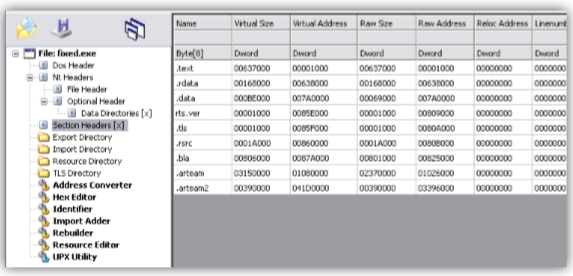 File: fixed.exe
Dos Header
Nt Headers
File Header
Optional Header
Data Directories [x]
Section Headers [x]
Export Directory
Import Directory
Resource Directory
TLS Directory
Address Converter
Hex Editor
Identifier
Import Adder
Rebuilder
Resource Editor
UPX Utility
Name Virtual Size Virtual Address Raw Size Raw Address Reloc Address Linenumb
Byte[8] Dword Dword Dword Dword Dword Dword
.text 00637000 00001000 00637000 00001000 00000000 0000000
.rdata 00168000 00638000 00168000 00638000 00000000 0000000
.data 000BE000 007A0000 00069000 007A0000 00000000 0000000
rts.ver 00001000 0085E000 00001000 00809000 00000000 0000000
.tls 00001000 0085F000 00001000 0080A000 00000000 0000000
.rsrc 0001A000 00860000 0001A000 0080B000 00000000 0000000
.bla 00806000 0087A000 00801000 00825000 00000000 0000000
.arteam 03150000 01080000 02370000 01026000 00000000 0000000
.arteam2 00390000 041D0000 00390000 03396000 00000000 0000000